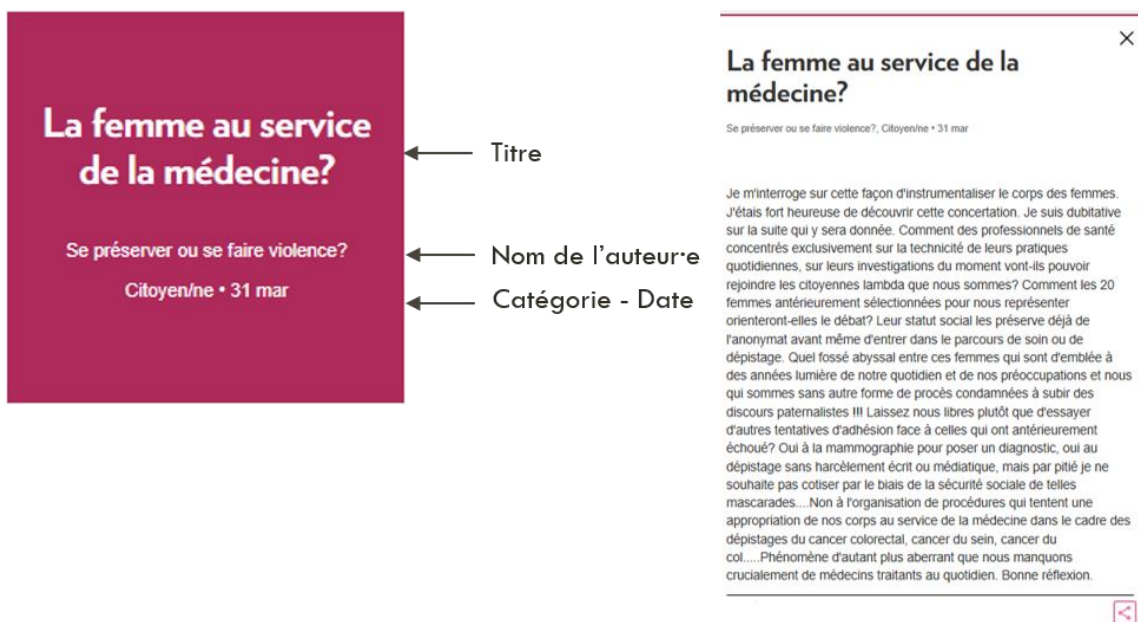 La femme au service
de la médecine?
Se préserver ou se faire violence?
Citoyen/ne • 31 mar
Titre
Nom de l'auteur·e
Catégorie - Date
La femme au service de la
médecine?
Se préserver ou se faire violence?, Citoyen/ne • 31 mar
Je m'interroge sur cette façon d'instrumentaliser le corps des femmes.
J'étais fort heureuse de découvrir cette concertation. Je suis dubitative
sur la suite qui y sera donnée. Comment des professionnels de santé
concentrés exclusivement sur la technicité de leurs pratiques
quotidiennes, sur leurs investigations du moment vont-ils pouvoir
rejoindre les citoyennes lambda que nous sommes? Comment les 20
femmes antérieurement sélectionnées pour nous représenter
orienteront-elles le débat? Leur statut social les préserve déjà de
l'anonymat avant même d'entrer dans le parcours de soin ou de
dépistage. Quel fossé abyssal entre ces femmes qui sont d'emblée à
des années lumière de notre quotidien et de nos préoccupations et nous
qui sommes sans autre forme de procès condamnées à subir des
discours paternalistes !!! Laissez nous libres plutôt que d'essayer
d'autres tentatives d'adhésion face à celles qui ont antérieurement
échoué? Oui à la mammographie pour poser un diagnostic, oui au
dépistage sans harcèlement écrit ou médiatique, mais par pitié je ne
souhaite pas cotiser par le biais de la sécurité sociale de telles
mascarades....Non à l'organisation de procédures qui tentent une
appropriation de nos corps au service de la médecine dans le cadre des
dépistages du cancer colorectal, cancer du sein, cancer du
col.....Phénomène d'autant plus aberrant que nous manquons
crucialement de médecins traitants au quotidien. Bonne réflexion.